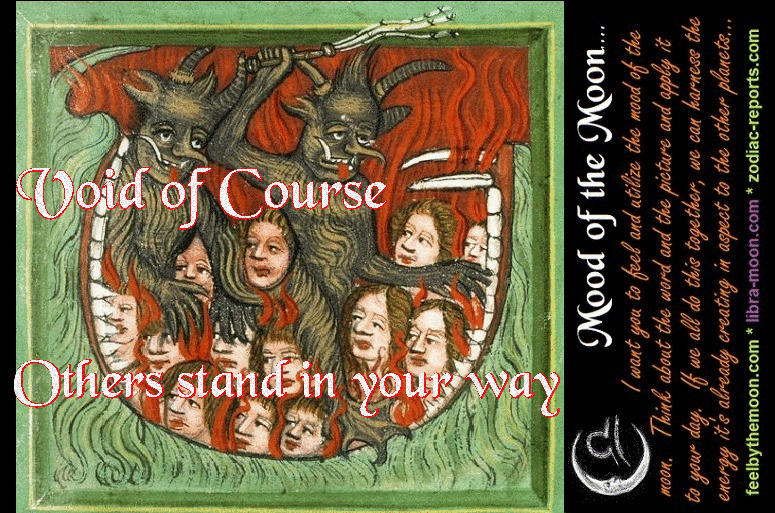 Void of Course
Others stand in your way
Mood of the Moon....
I want you to feel and utilize the mood of the
moon. Think about the word and the picture and apply it
to your day. If we all do this together, we can harness the
energy it's already creating in aspect to the other planets...
feelbythemoon.com * libra-moon.com * zodiac-reports.com